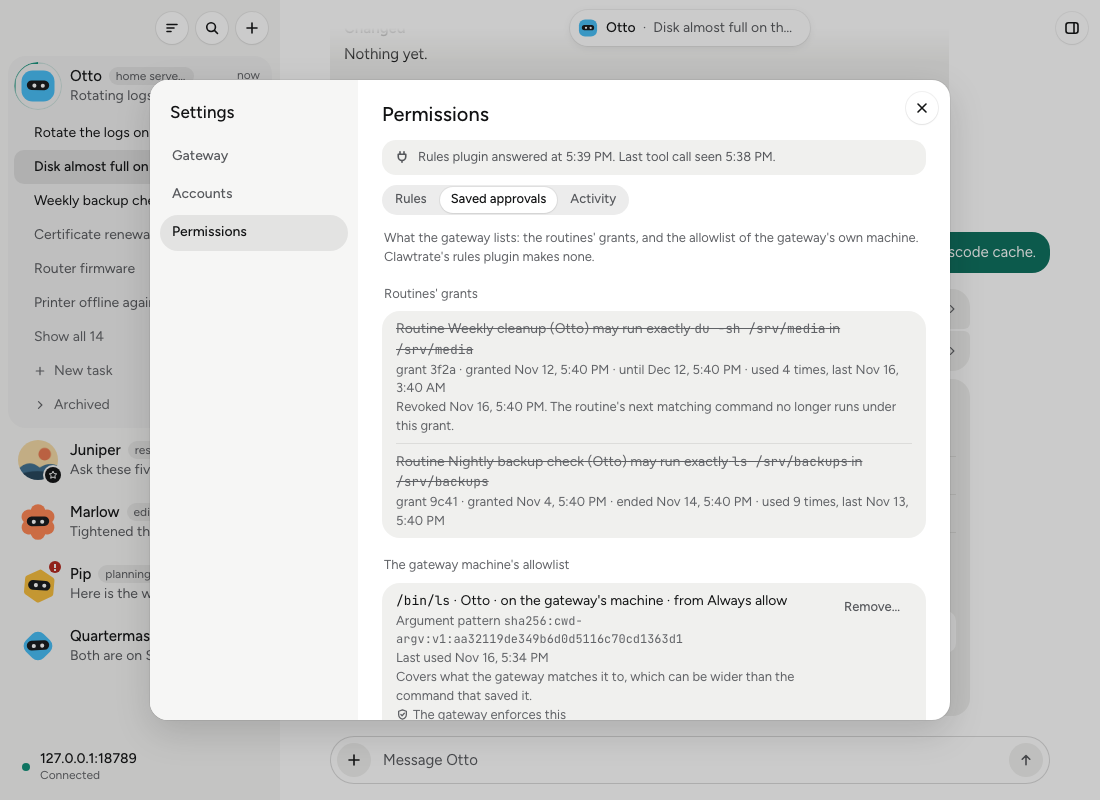 Otto · Disk almost full on th…
Changed
Nothing yet.
Otto home serve… now
Rotating logs
Rotate the logs on
Disk almost full on
Weekly backup che
Certificate renewa
Router firmware
Printer offline agai
Show all 14
New task
Archived
Juniper res
Ask these fiv
Marlow edi
Tightened th
Pip planning
Here is the w
Quartermas
Both are on S
127.0.0.1:18789
Connected
scode cache.
Message Otto
Settings
Gateway
Accounts
Permissions
Permissions
Rules plugin answered at 5:39 PM. Last tool call seen 5:38 PM.
Rules Saved approvals Activity
What the gateway lists: the routines' grants, and the allowlist of the gateway's own machine.
Clawtrate's rules plugin makes none.
Routines' grants
Routine Weekly cleanup (Otto) may run exactly du -sh /srv/media in
/srv/media
grant 3f2a · granted Nov 12, 5:40 PM · until Dec 12, 5:40 PM · used 4 times, last Nov 16,
3:40 AM
Revoked Nov 16, 5:40 PM. The routine's next matching command no longer runs under
this grant.
Routine Nightly backup check (Otto) may run exactly ls /srv/backups in
/srv/backups
grant 9c41 · granted Nov 4, 5:40 PM · ended Nov 14, 5:40 PM · used 9 times, last Nov 13,
5:40 PM
The gateway machine's allowlist
/bin/ls · Otto · on the gateway's machine · from Always allow
Remove…
Argument pattern sha256:cwd-
argv:v1:aa32119de349b6d0d5116c70cd1363d1
Last used Nov 16, 5:34 PM
Covers what the gateway matches it to, which can be wider than the
command that saved it.
The gateway enforces this